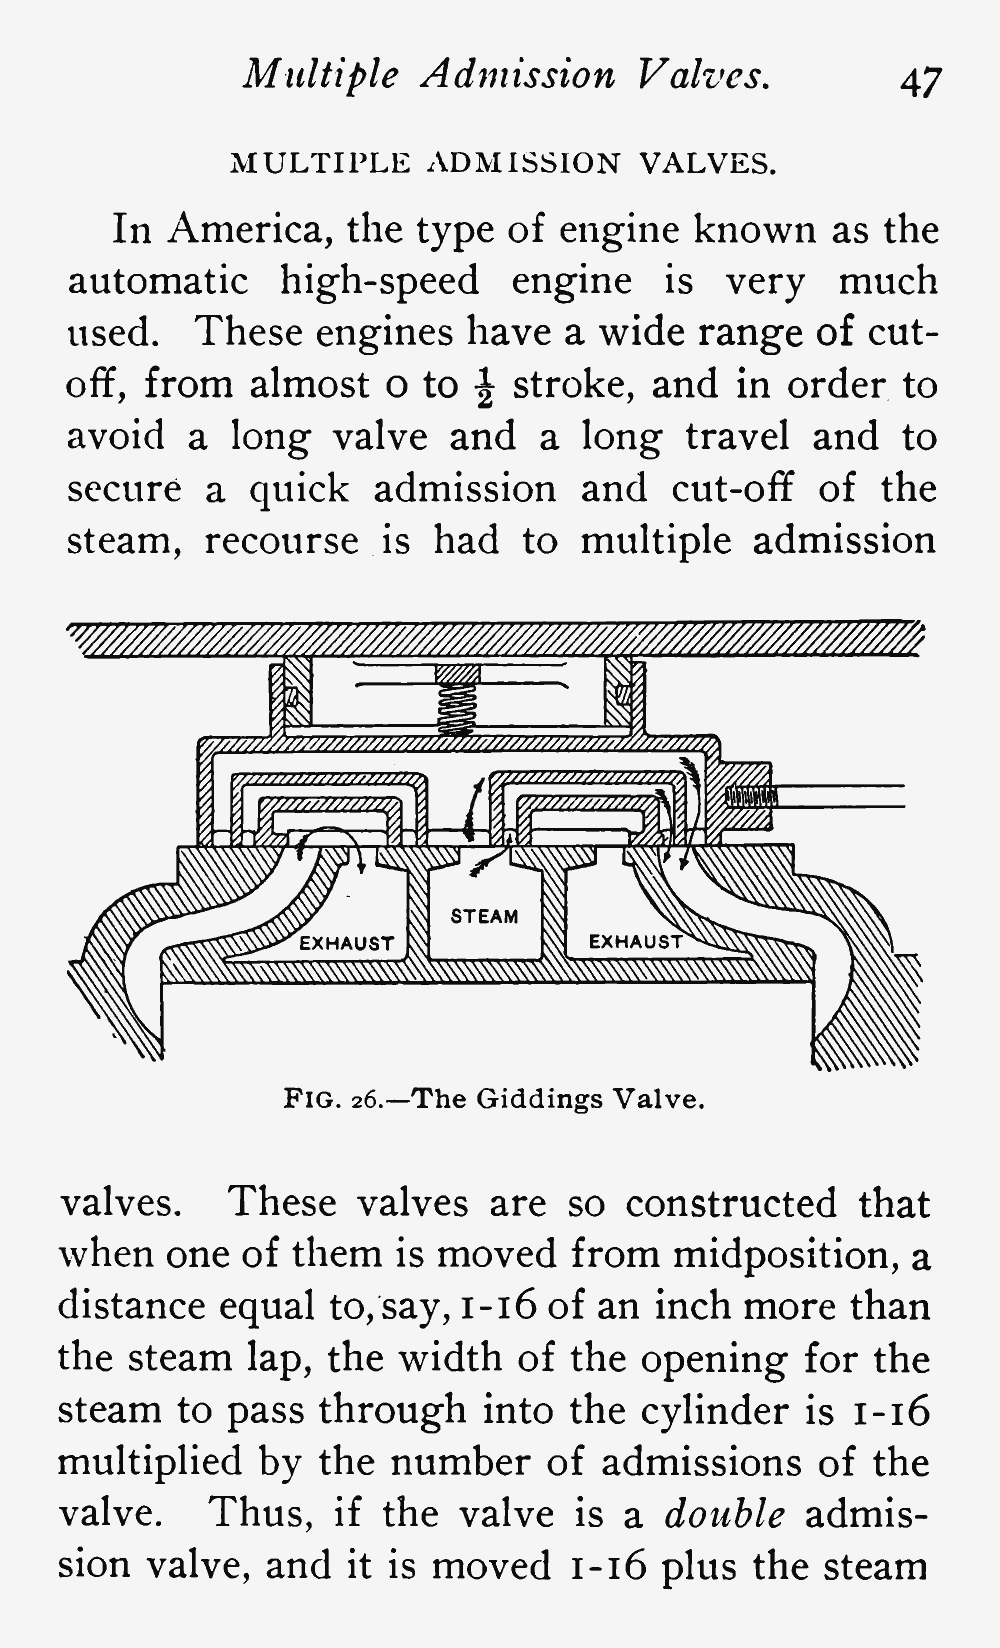 Multiple Admission Valves. 47
MULTIPLE ADMISSION VALVES.
In America, the type of engine known as the
automatic high-speed engine is very much
used. These engines have a wide range of cut-
off, from almost 0 to ½ stroke, and in order to
avoid a long valve and a long travel and to
secure a quick admission and cut-off of the
steam, recourse is had to multiple admission
STEAM
EXHAUST
EXHAUST
FIG. 26.—The Giddings Valve.
valves. These valves are so constructed that
when one of them is moved from midposition, a
distance equal to, say, 1-16 of an inch more than
the steam lap, the width of the opening for the
steam to pass through into the cylinder is 1-16
multiplied by the number of admissions of the
valve. Thus, if the valve is a double admis-
sion valve, and it is moved 1-16 plus the steam